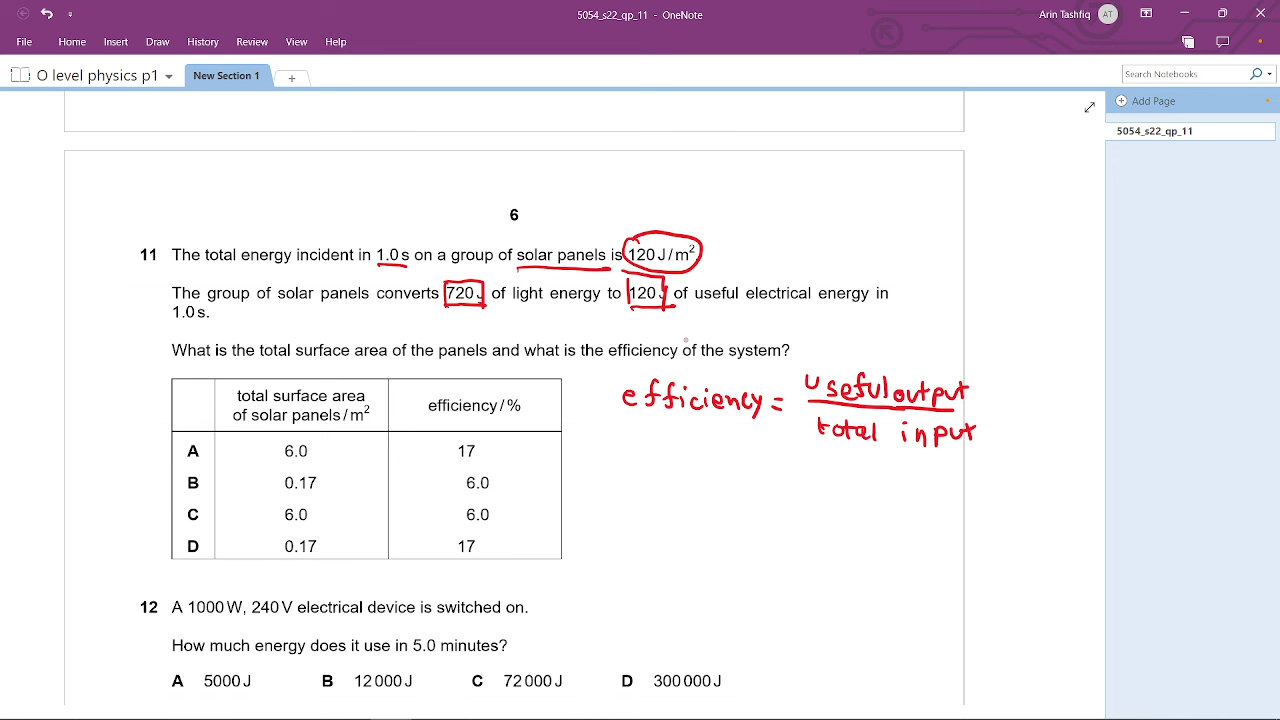 5054_s22_qp_11 - OneNote
Arin Tashfiq
AT
File Home Insert Draw History Review View Help
O level physics p1
New Section 1
Search Notebooks
Add Page
5054_s22_qp_11
6
11 The total energy incident in 1.0 s on a group of solar panels is 120 J/m².
The group of solar panels converts 720 J of light energy to 120 J of useful electrical energy in
1.0 s.
What is the total surface area of the panels and what is the efficiency of the system?
efficiency = useful output / total input
total surface area of solar panels / m² efficiency / %
A 6.0 17
B 0.17 6.0
C 6.0 6.0
D 0.17 17
12 A 1000 W, 240 V electrical device is switched on.
How much energy does it use in 5.0 minutes?
A 5000 J B 12 000 J C 72 000 J D 300 000 J